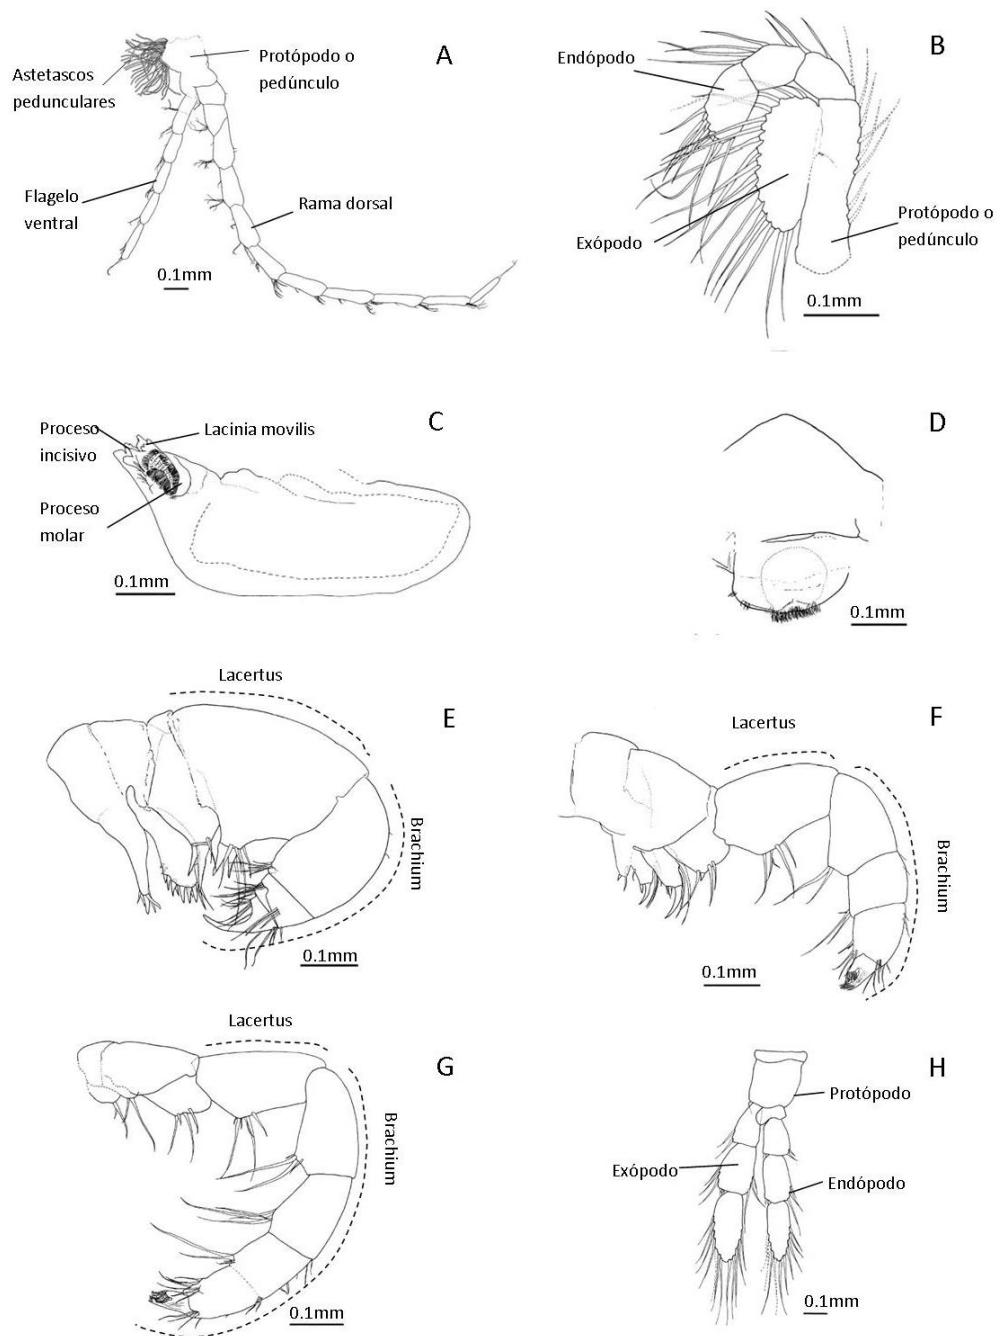 A
Protópodo o
pedúnculo
Astetascos
pedunculares
Flagelo
ventral
Rama dorsal
0.1mm
B
Endópodo
Exópodo
Protópodo o
pedúnculo
0.1mm
C
Proceso
incisivo
Lacinia movilis
Proceso
molar
0.1mm
D
0.1mm
E
Lacertus
Brachium
0.1mm
F
Lacertus
Brachium
0.1mm
G
Lacertus
Brachium
0.1mm
H
Protópodo
Exópodo
Endópodo
0.1mm